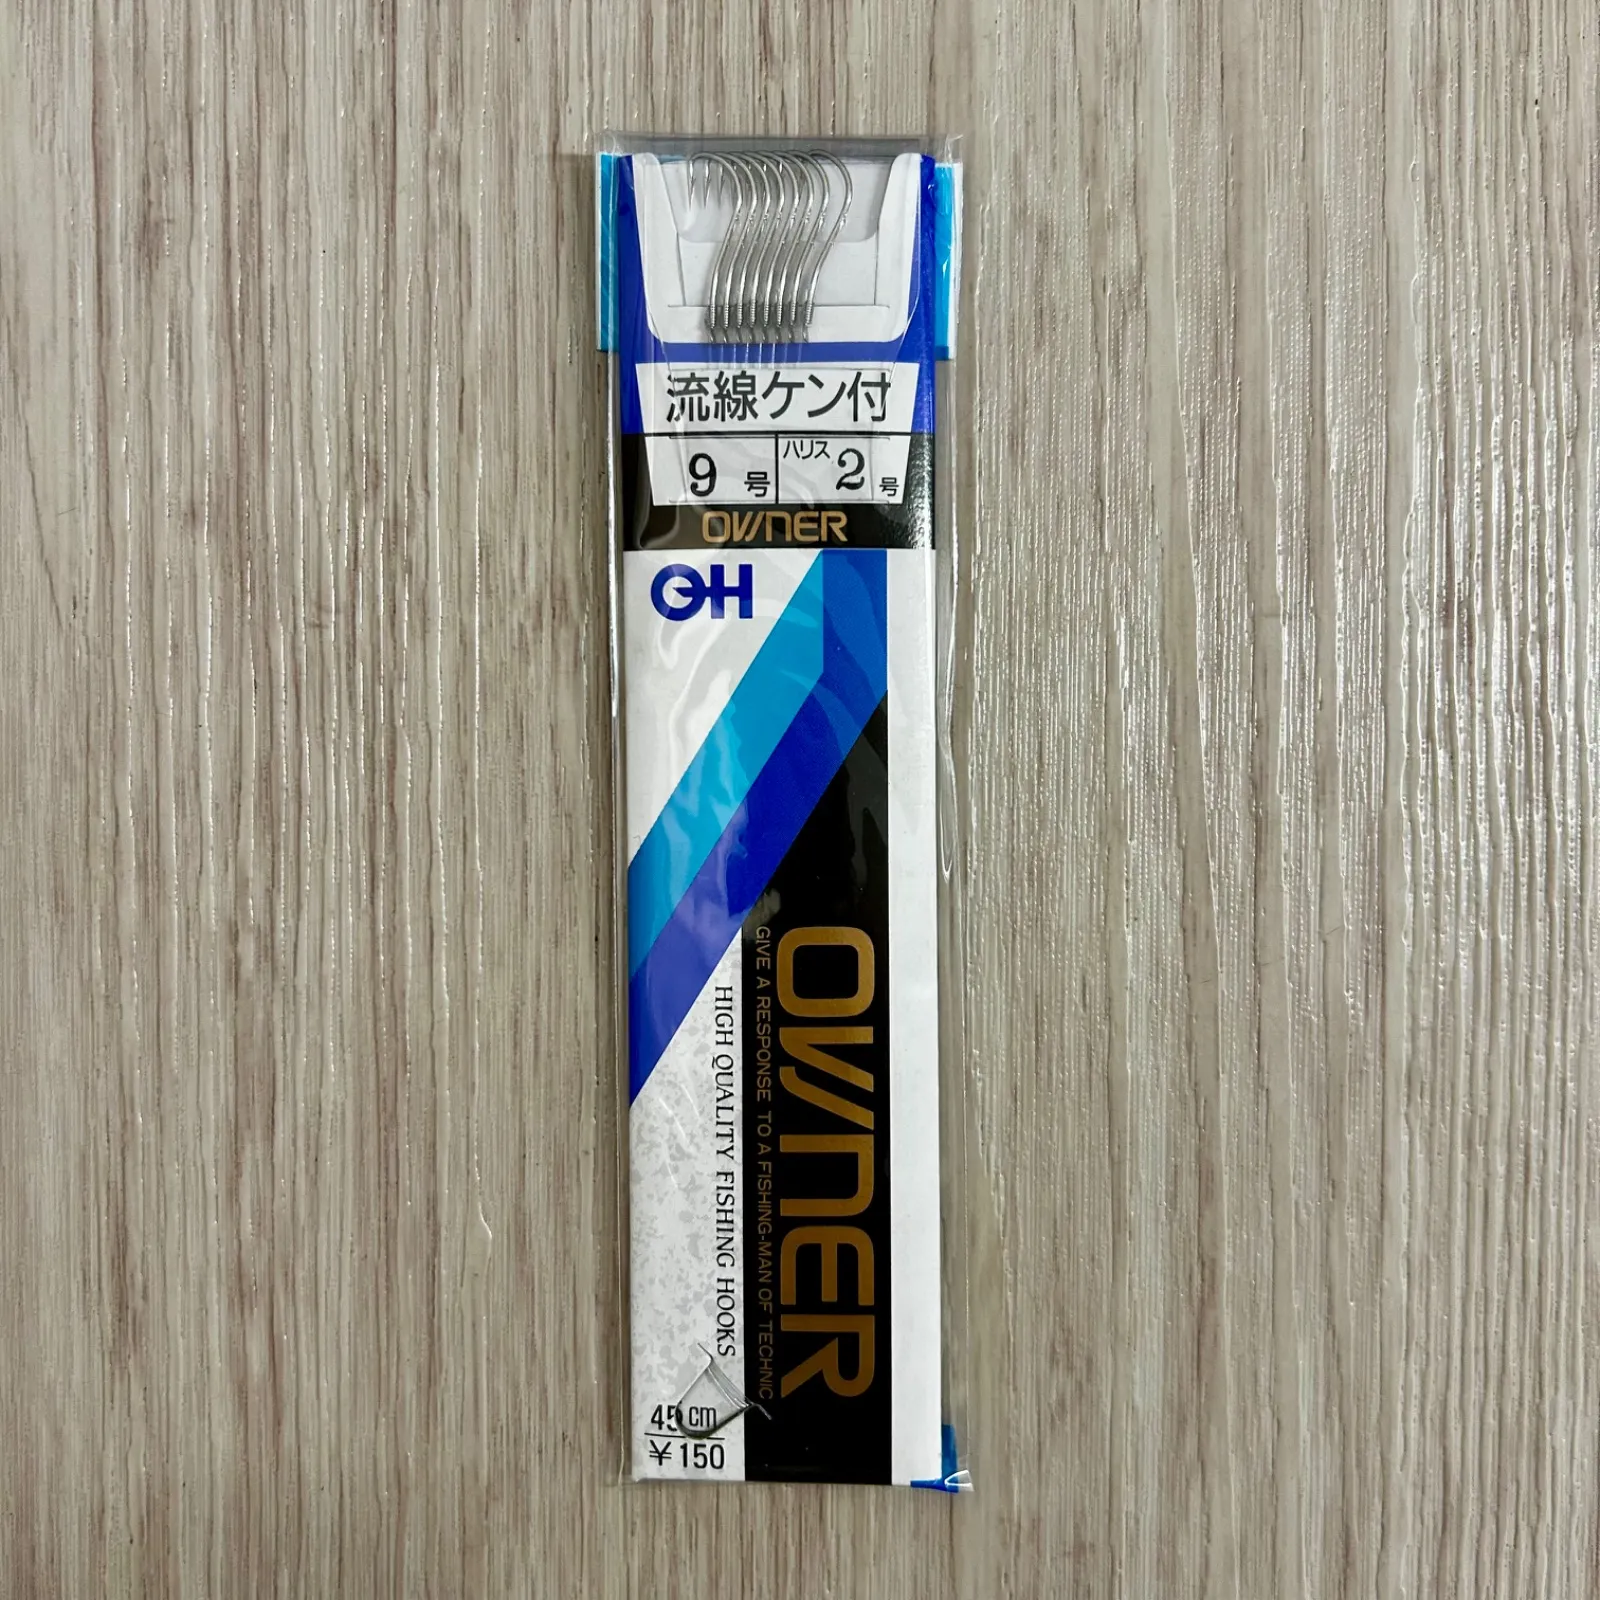 流線ケン付
9号 ハリス 2号
OWNER
OH
OWNER
GIVE A RESPONSE TO A FISHING-MAN OF TECHNIC
HIGH QUALITY FISHING HOOKS
45cm
¥150